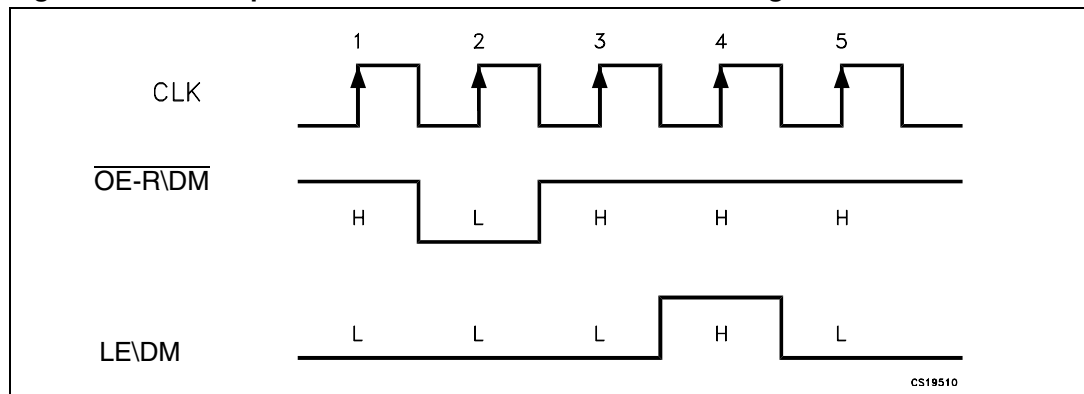 1 2 3 4 5
CLK
OE-R\DM
H L H H H
L L L H L
LE\DM
CS19510